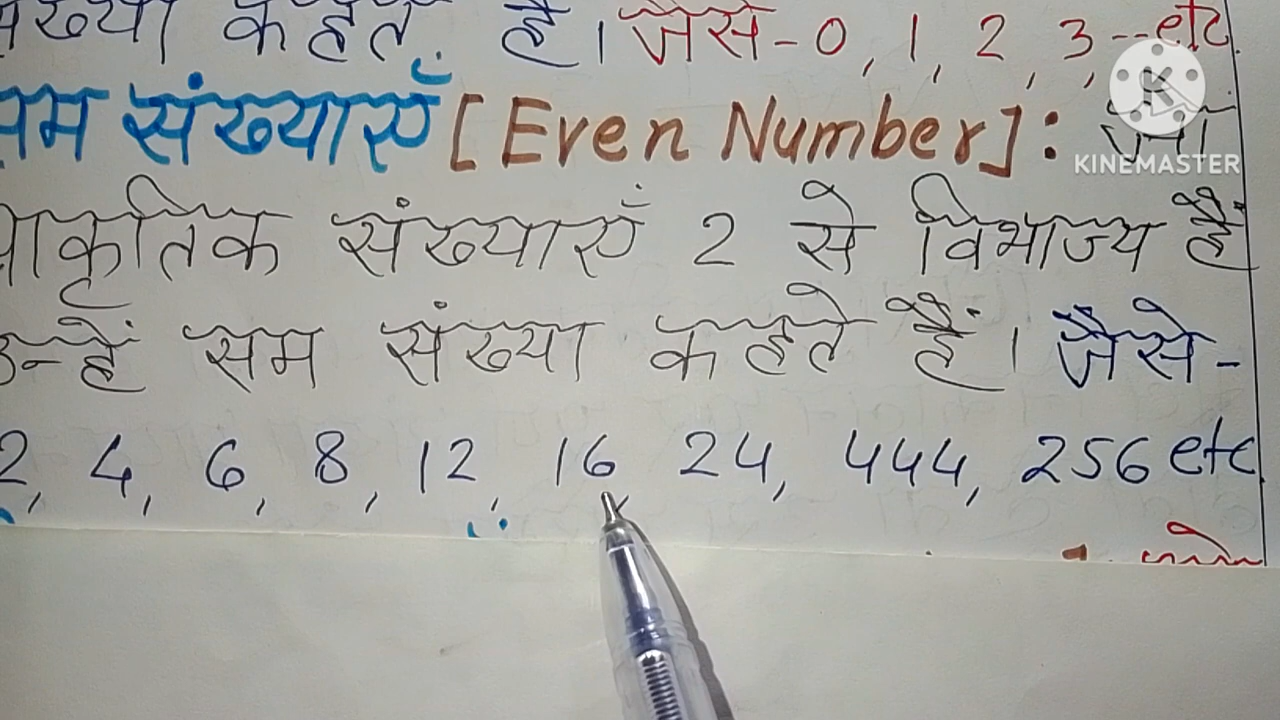 संख्या कहते हैं। जैसे - 0, 1, 2, 3, -- etc.
सम संख्याएँ [Even Number] : जो
प्राकृतिक संख्याएँ 2 से विभाज्य हैं
उन्हें सम संख्या कहते हैं। जैसे -
2, 4, 6, 8, 12, 16, 24, 444, 256 etc
KINEMASTER